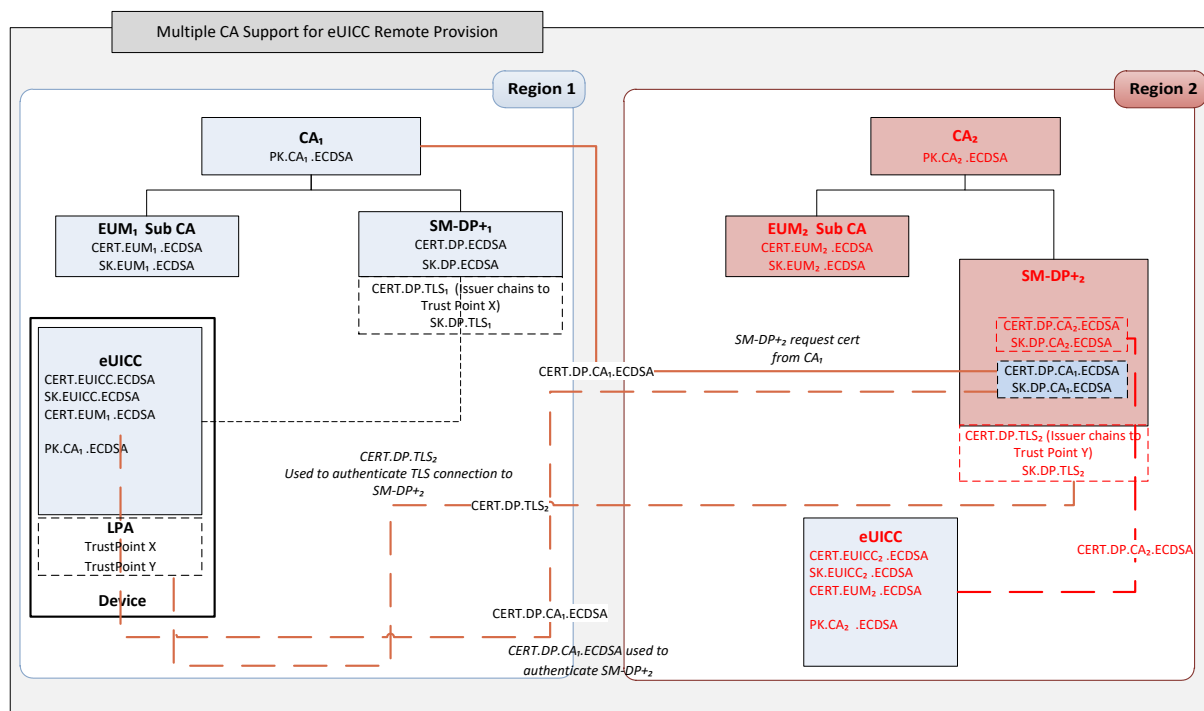 Multiple CA Support for eUICC Remote Provision
Region 1
CA₁
PK.CA₁ .ECDSA
EUM₁ Sub CA
CERT.EUM₁ .ECDSA
SK.EUM₁ .ECDSA
SM-DP+₁
CERT.DP.ECDSA
SK.DP.ECDSA
CERT.DP.TLS₁ (Issuer chains to
Trust Point X)
SK.DP.TLS₁
eUICC
CERT.EUICC.ECDSA
SK.EUICC.ECDSA
CERT.EUM₁ .ECDSA
PK.CA₁ .ECDSA
LPA
TrustPoint X
TrustPoint Y
Device
CERT.DP.TLS₂
Used to authenticate TLS connection to
SM-DP+₂
CERT.DP.TLS₂
CERT.DP.CA₁.ECDSA
CERT.DP.CA₁.ECDSA
CERT.DP.CA₁.ECDSA used to
authenticate SM-DP+₂
Region 2
CA₂
PK.CA₂ .ECDSA
EUM₂ Sub CA
CERT.EUM₂ .ECDSA
SK.EUM₂ .ECDSA
SM-DP+₂
CERT.DP.CA₂.ECDSA
SK.DP.CA₂.ECDSA
CERT.DP.CA₁.ECDSA
SK.DP.CA₁.ECDSA
SM-DP+₂ request cert
from CA₁
CERT.DP.TLS₂ (Issuer chains to
Trust Point Y)
SK.DP.TLS₂
eUICC
CERT.EUICC₂ .ECDSA
SK.EUICC₂ .ECDSA
CERT.EUM₂ .ECDSA
PK.CA₂ .ECDSA
CERT.DP.CA₂.ECDSA